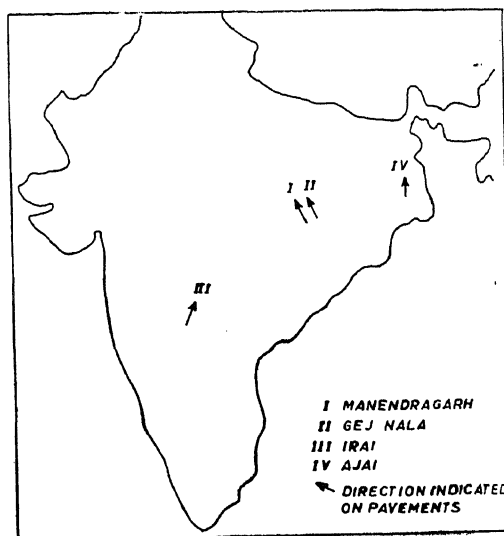 I II
IV
III
I MANENDRAGARH
II GEJ NALA
III IRAI
IV AJAI
DIRECTION INDICATED
ON PAVEMENTS